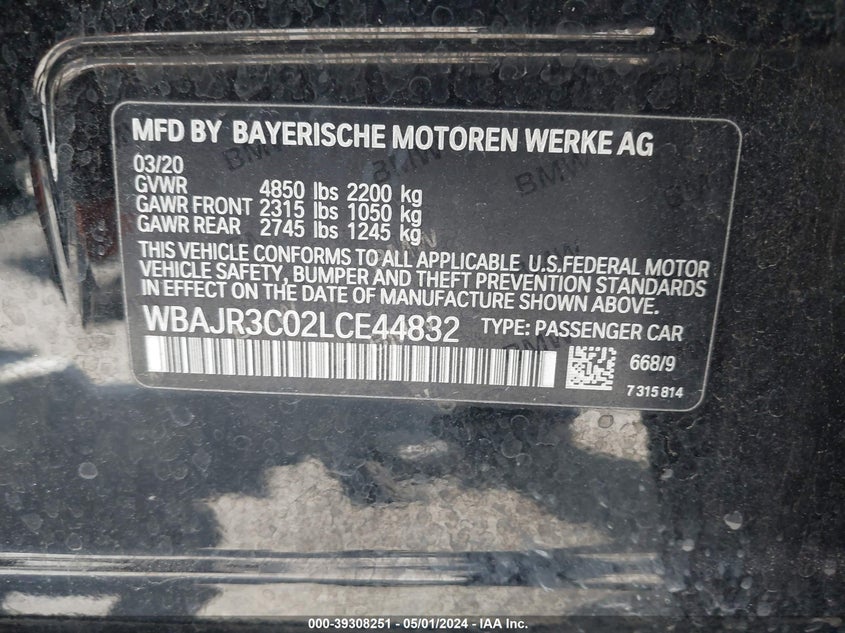 MFD BY BAYERISCHE MOTOREN WERKE AG
03/20
GVWR 4850 lbs 2200 kg
GAWR FRONT 2315 lbs 1050 kg
GAWR REAR 2745 lbs 1245 kg
THIS VEHICLE CONFORMS TO ALL APPLICABLE U.S.FEDERAL MOTOR
VEHICLE SAFETY, BUMPER AND THEFT PREVENTION STANDARDS
IN EFFECT ON THE DATE OF MANUFACTURE SHOWN ABOVE.
WBAJR3C02LCE44832 TYPE: PASSENGER CAR
668/9
7 315 814
000-39308251 - 05/01/2024 - IAA Inc.